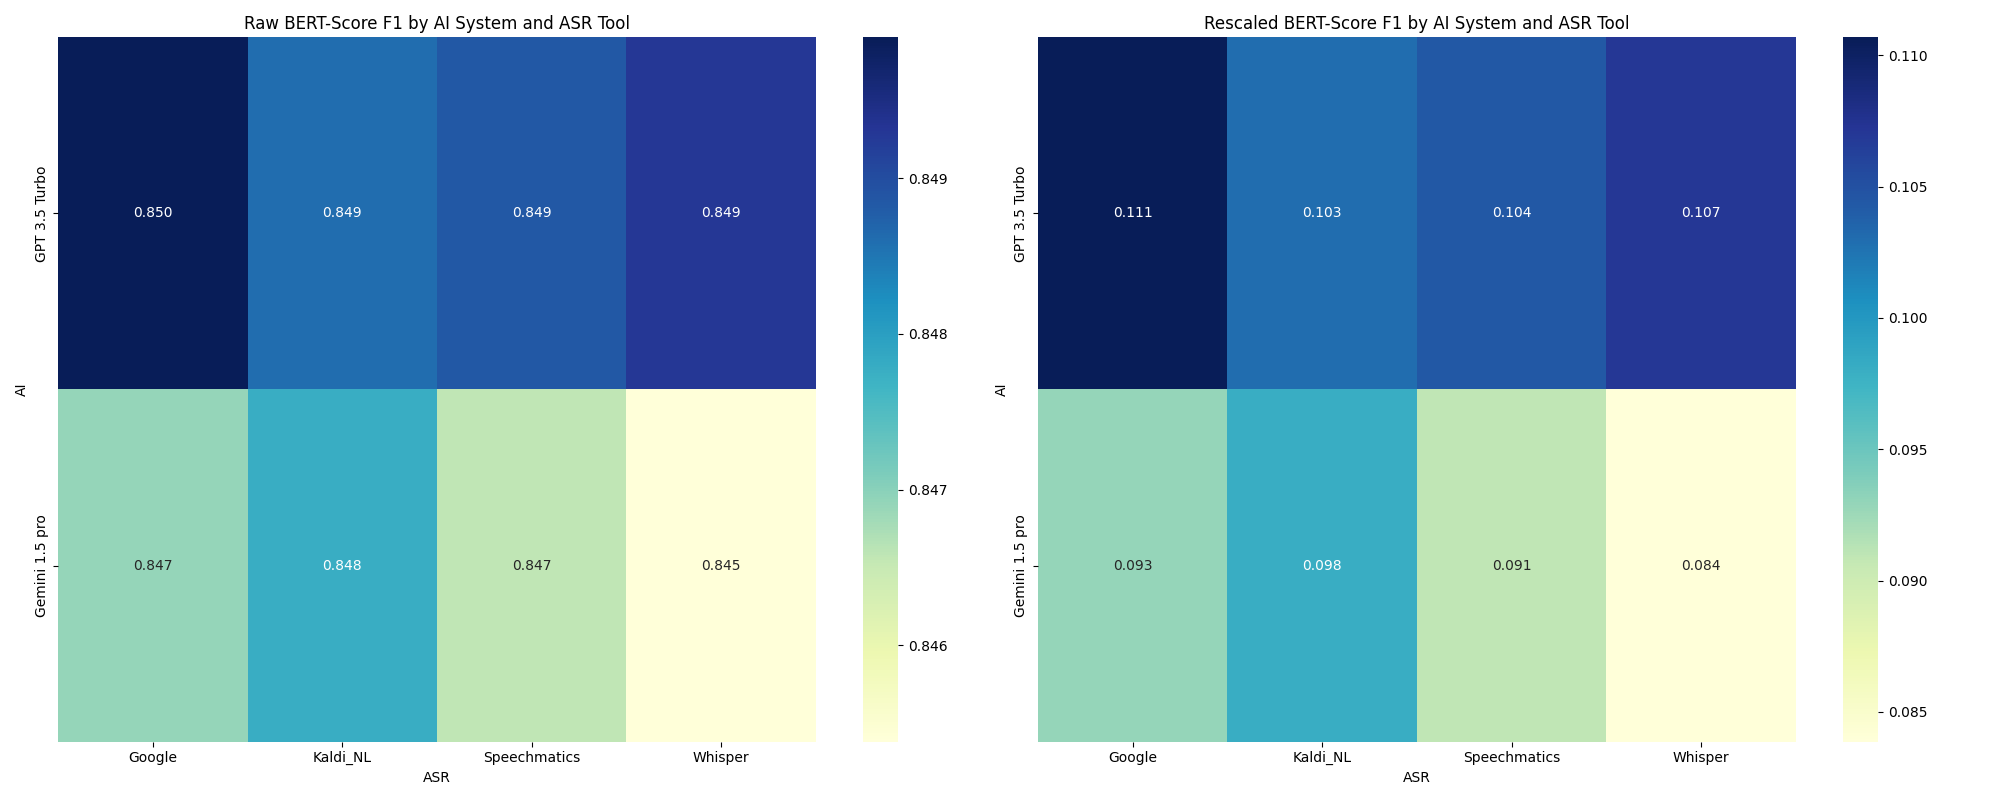 Raw BERT-Score F1 by AI System and ASR Tool
AI
GPT 3.5 Turbo
0.850 0.849 0.849 0.849
Gemini 1.5 pro
0.847 0.848 0.847 0.845
Google Kaldi_NL Speechmatics Whisper
ASR
0.849
0.848
0.847
0.846
Rescaled BERT-Score F1 by AI System and ASR Tool
AI
GPT 3.5 Turbo
0.111 0.103 0.104 0.107
Gemini 1.5 pro
0.093 0.098 0.091 0.084
Google Kaldi_NL Speechmatics Whisper
ASR
0.110
0.105
0.100
0.095
0.090
0.085